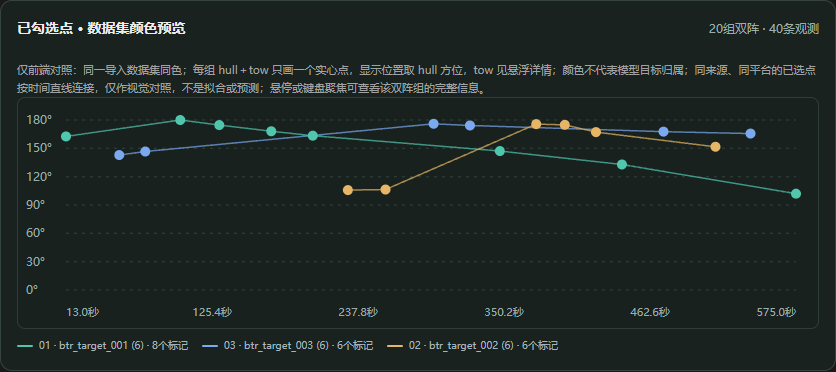 已勾选点 • 数据集颜色预览
20组双阵 · 40条观测
仅前端对照：同一导入数据集同色；每组 hull + tow 只画一个实心点，显示位置取 hull 方位，tow 见悬浮详情；颜色不代表模型目标归属；同来源、同平台的已选点
按时间直线连接，仅作视觉对照，不是拟合或预测；悬停或键盘聚集可查看该双阵组的完整信息。
180°
150°
120°
90°
60°
30°
0°
13.0秒
125.4秒
237.8秒
350.2秒
462.6秒
575.0秒
01 · btr_target_001 (6) · 8个标记
03 · btr_target_003 (6) · 6个标记
02 · btr_target_002 (6) · 6个标记